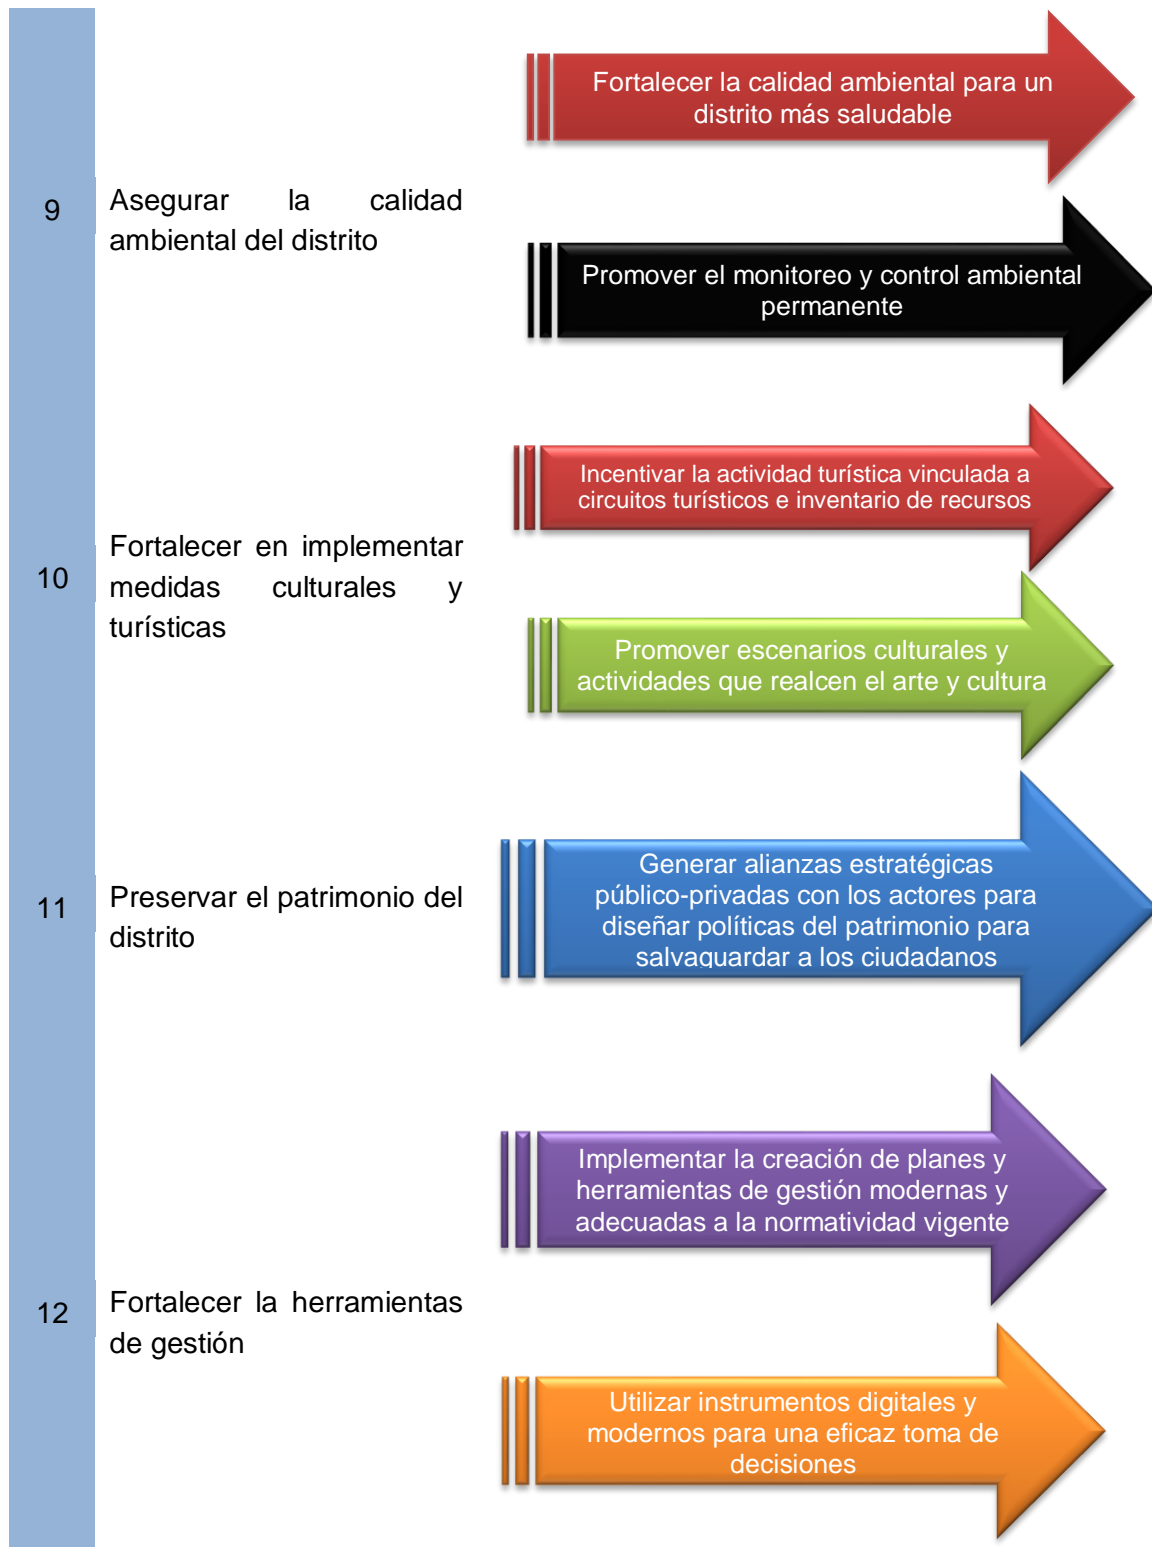 9
Asegurar la calidad
ambiental del distrito
Fortalecer la calidad ambiental para un
distrito más saludable
Promover el monitoreo y control ambiental
permanente
10
Fortalecer en implementar
medidas culturales y
turísticas
Incentivar la actividad turística vinculada a
circuitos turísticos e inventario de recursos
Promover escenarios culturales y
actividades que realcen el arte y cultura
11
Preservar el patrimonio del
distrito
Generar alianzas estratégicas
público-privadas con los actores para
diseñar políticas del patrimonio para
salvaguardar a los ciudadanos
12
Fortalecer la herramientas
de gestión
Implementar la creación de planes y
herramientas de gestión modernas y
adecuadas a la normatividad vigente
Utilizar instrumentos digitales y
modernos para una eficaz toma de
decisiones